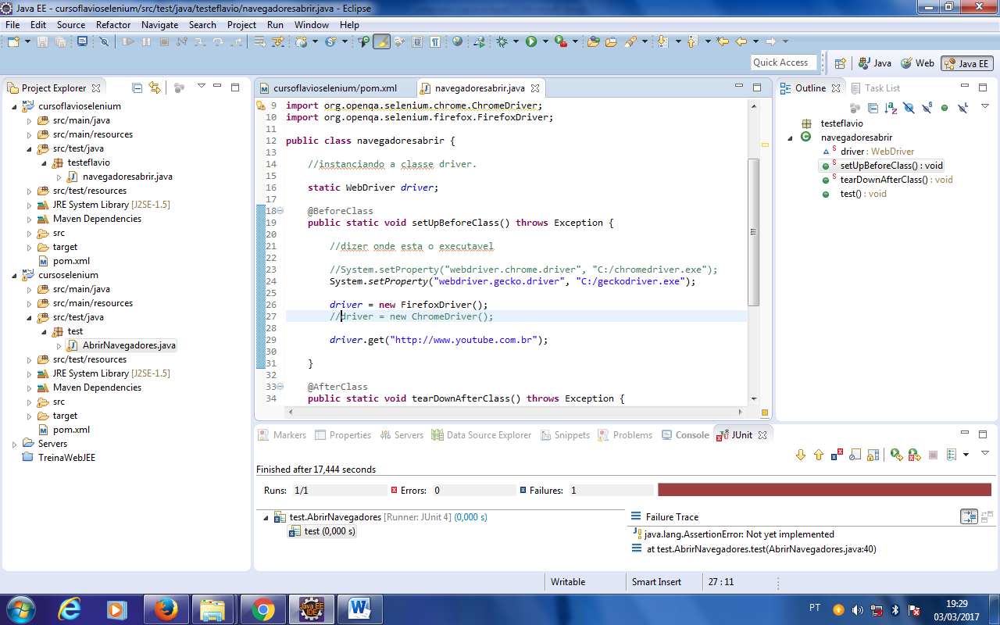 Java EE - cursoflavioselenium/src/test/java/testeflavio/navegadoresabrir.java - Eclipse
File Edit Source Refactor Navigate Search Project Run Window Help
Quick Access Java Web Java EE
Project Explorer
cursoflavioselenium
src/main/java
src/main/resources
src/test/java
testeflavio
navegadoresabrir.java
src/test/resources
JRE System Library [J2SE-1.5]
Maven Dependencies
src
target
pom.xml
cursoselenium
src/main/java
src/main/resources
src/test/java
test
AbrirNavegadores.java
src/test/resources
JRE System Library [J2SE-1.5]
Maven Dependencies
src
target
pom.xml
Servers
TreinaWebJEE
cursoflavioselenium/pom.xml navegadoresabrir.java
9 import org.openqa.selenium.chrome.ChromeDriver;
10 import org.openqa.selenium.firefox.FirefoxDriver;
11
12 public class navegadoresabrir {
13
14 //instanciando a classe driver.
15
16 static WebDriver driver;
17
18 @BeforeClass
19 public static void setUpBeforeClass() throws Exception {
20
21 //dizer onde esta o executavel
22
23 //System.setProperty("webdriver.chrome.driver", "C:/chromedriver.exe");
24 System.setProperty("webdriver.gecko.driver", "C:/geckodriver.exe");
25
26 driver = new FirefoxDriver();
27 //driver = new ChromeDriver();
28
29 driver.get("http://www.youtube.com.br");
30
31 }
32
33 @AfterClass
34 public static void tearDownAfterClass() throws Exception {
Outline Task List
testeflavio
navegadoresabrir
driver : WebDriver
setUpBeforeClass() : void
tearDownAfterClass() : void
test() : void
Markers Properties Servers Data Source Explorer Snippets Problems Console JUnit
Finished after 17,444 seconds
Runs: 1/1 Errors: 0 Failures: 1
test.AbrirNavegadores [Runner: JUnit 4] (0,000 s)
test (0,000 s)
Failure Trace
java.lang.AssertionError: Not yet implemented
at test.AbrirNavegadores.test(AbrirNavegadores.java:40)
Writable Smart Insert 27 : 11
Java EE
IDE
PT
19:29
03/03/2017